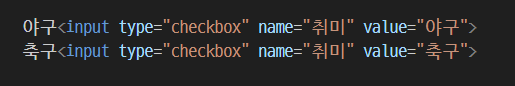 야구<input type="checkbox" name="취미" value="야구">
축구<input type="checkbox" name="취미" value="축구">